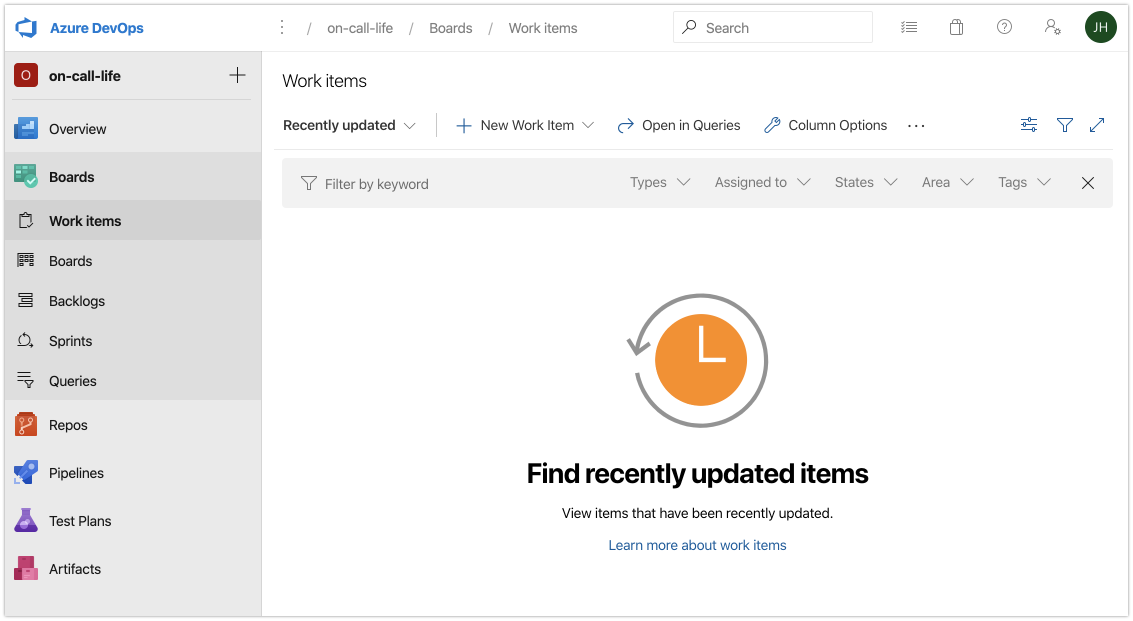 Azure DevOps
/ on-call-life / Boards / Work items
Search
JH
O on-call-life
Overview
Boards
Work items
Boards
Backlogs
Sprints
Queries
Repos
Pipelines
Test Plans
Artifacts
Work items
Recently updated New Work Item Open in Queries Column Options ...
Filter by keyword Types Assigned to States Area Tags
Find recently updated items
View items that have been recently updated.
Learn more about work items